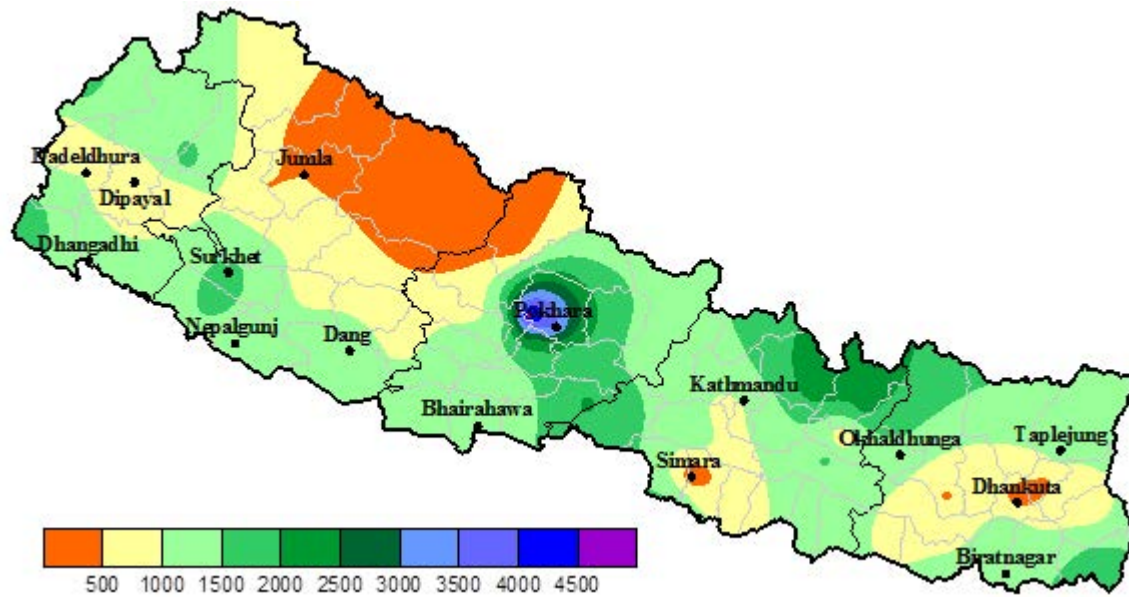 Dadeldhura
Jumla
Dipayal
Dhangadhi
Surkhet
Nepalgunj
Dang
Pokhara
Bhairahawa
Kathmandu
Okhaldhunga
Taplejung
Simara
Dhankuta
Biratnagar
500 1000 1500 2000 2500 3000 3500 4000 4500